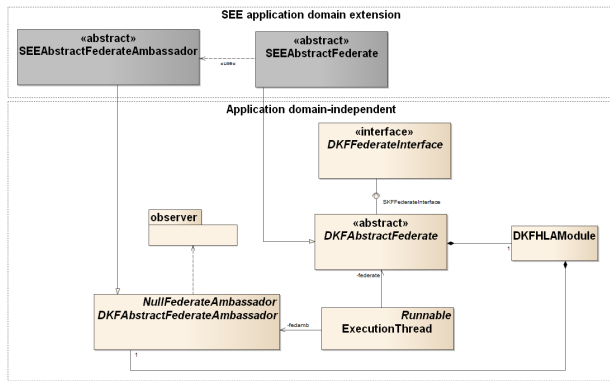 SEE application domain extension
«abstract»
SEEAbstractFederateAmbassador
«abstract»
SEEAbstractFederate
«use»
Application domain-independent
«interface»
DKFFederateInterface
SKFFederateInterface
observer
«abstract»
DKFAbstractFederate
DKFHLAModule
1
-federate
NullFederateAmbassador
DKFAbstractFederateAmbassador
-fedamb
Runnable
ExecutionThread
1